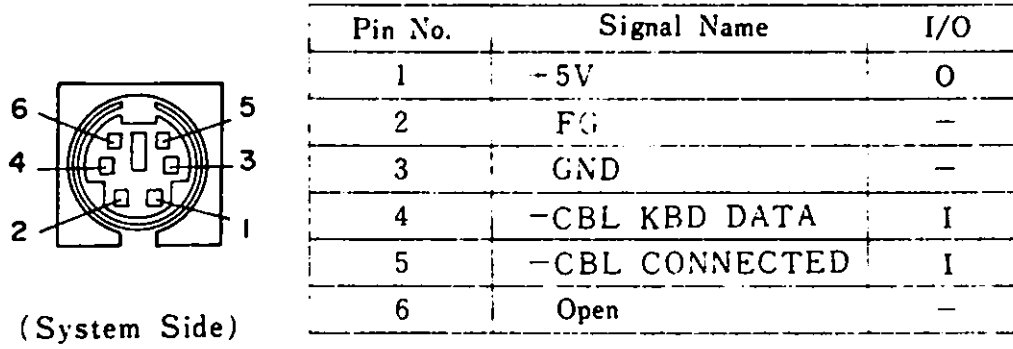 Pin No. Signal Name I/O
1 -5V O
2 FG —
3 GND —
4 -CBL KBD DATA I
5 -CBL CONNECTED I
6 Open —
6 5
4 3
2 1
(System Side)